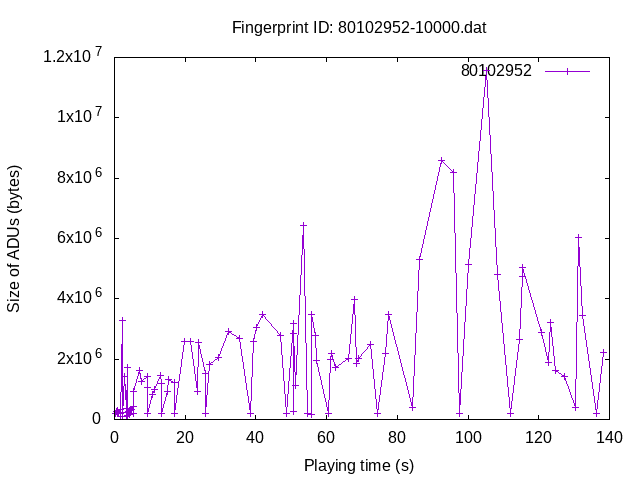 Fingerprint ID: 80102952-10000.dat
80102952
1.2x10^7
1x10^7
8x10^6
6x10^6
4x10^6
2x10^6
0
Size of ADUs (bytes)
0 20 40 60 80 100 120 140
Playing time (s)